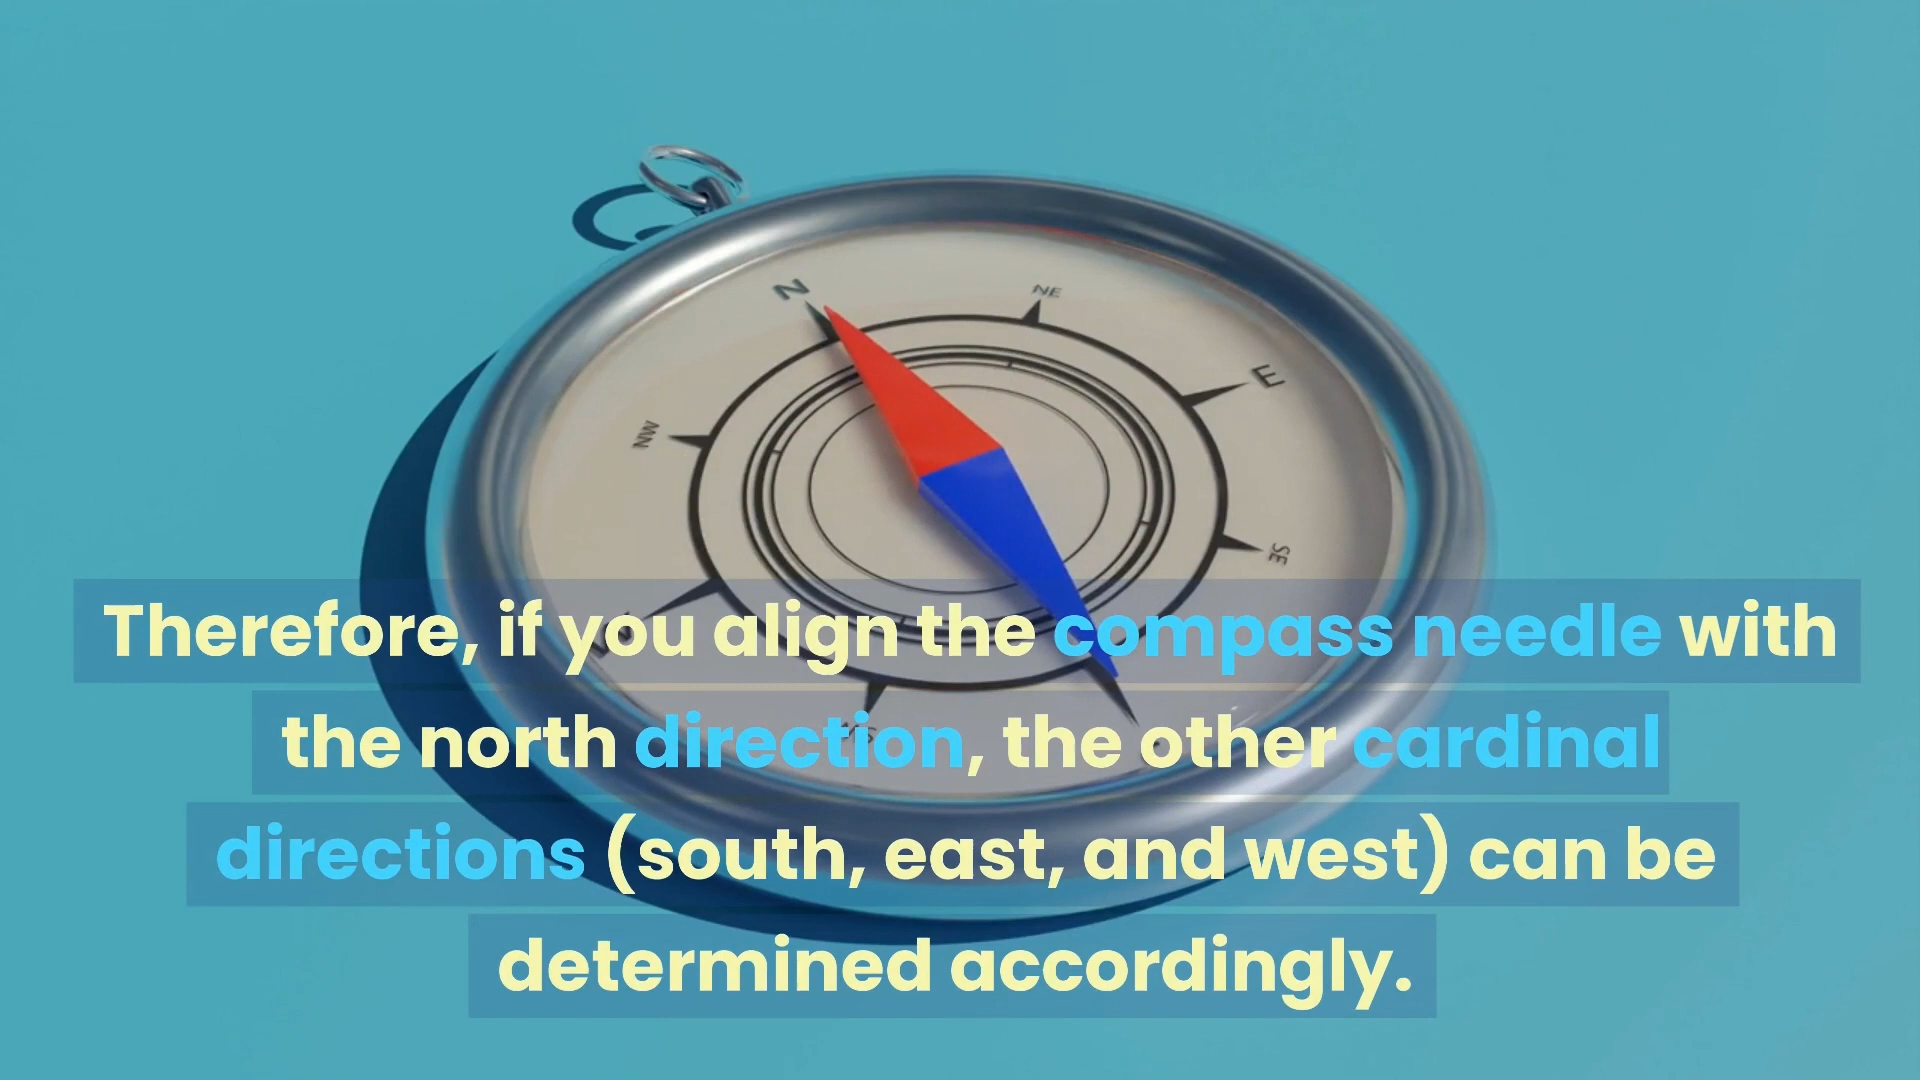 N
NE
E
NW
SE
Therefore, if you align the compass needle with
the north direction, the other cardinal
directions (south, east, and west) can be
determined accordingly.